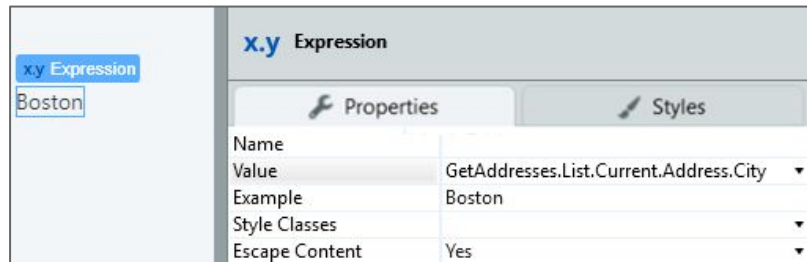 x.y Expression
Boston
x.y Expression
Properties
Styles
Name
Value GetAddresses.List.Current.Address.City
Example Boston
Style Classes
Escape Content Yes